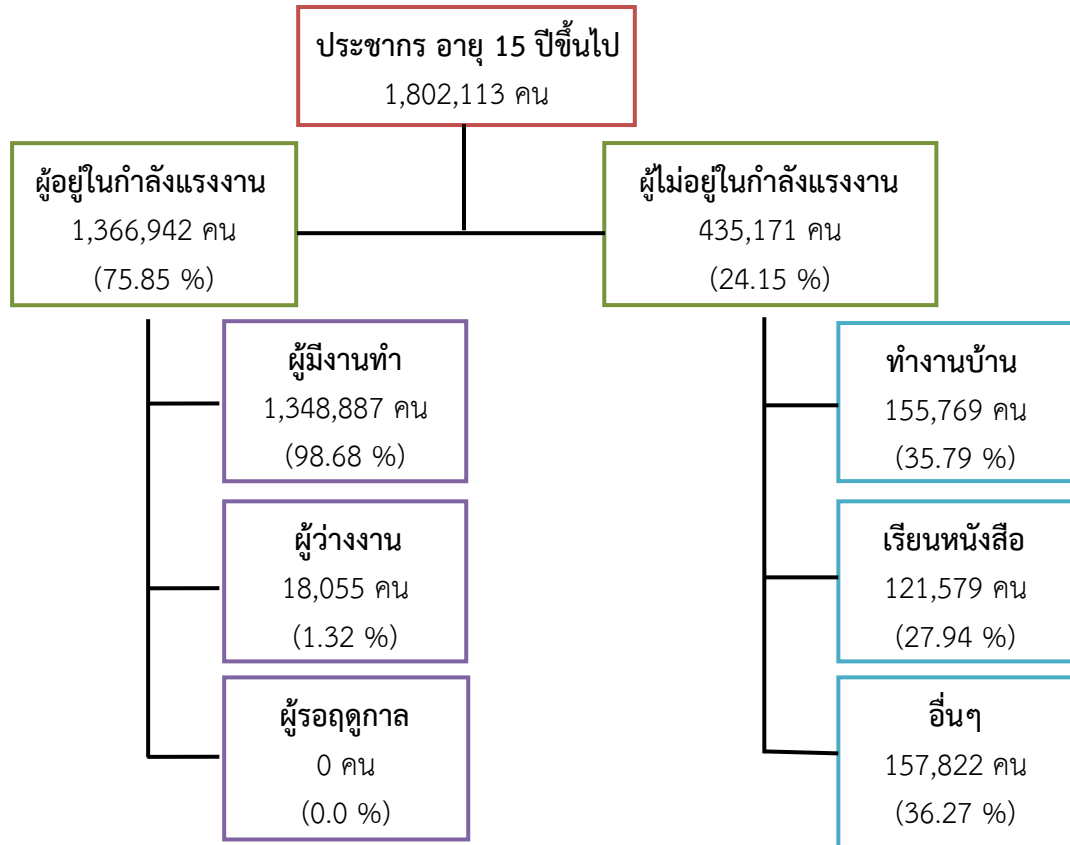 ประชากร อายุ 15 ปีขึ้นไป
1,802,113 คน
ผู้อยู่ในกำลังแรงงาน
1,366,942 คน
(75.85 %)
ผู้ไม่อยู่ในกำลังแรงงาน
435,171 คน
(24.15 %)
ผู้มีงานทำ
1,348,887 คน
(98.68 %)
ผู้ว่างงาน
18,055 คน
(1.32 %)
ผู้รอฤดูกาล
0 คน
(0.0 %)
ทำงานบ้าน
155,769 คน
(35.79 %)
เรียนหนังสือ
121,579 คน
(27.94 %)
อื่นๆ
157,822 คน
(36.27 %)